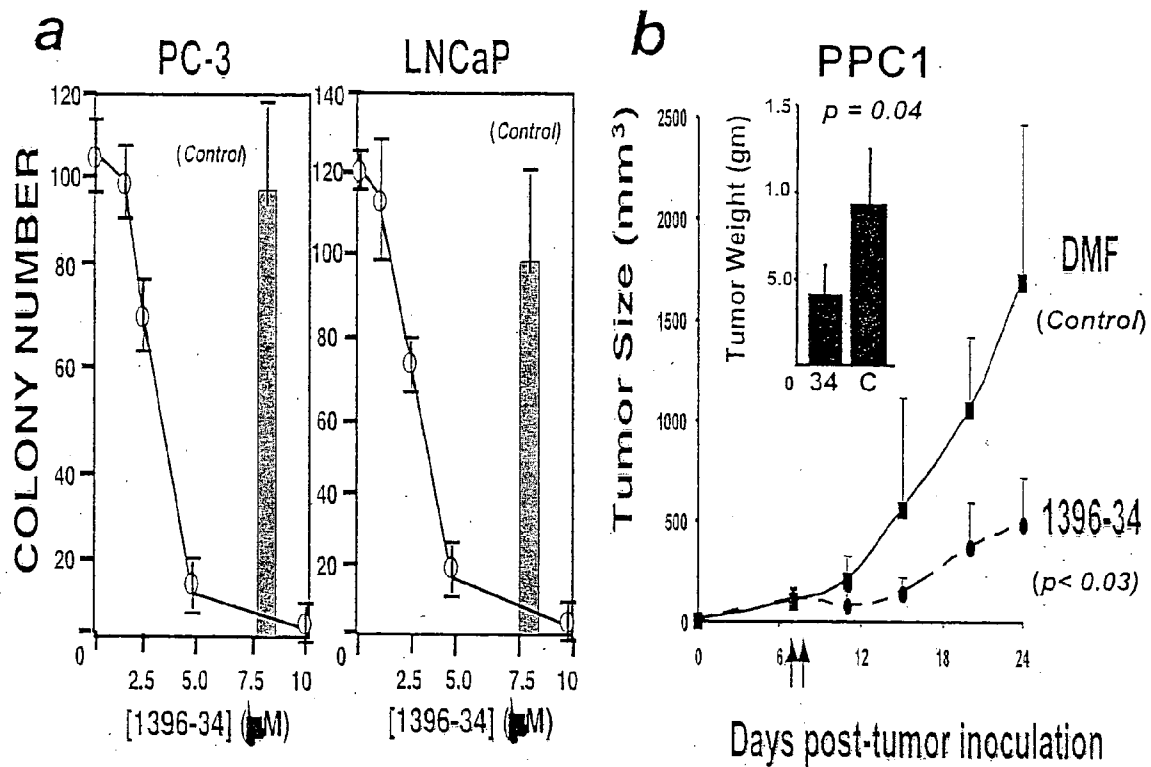 a
PC-3
LNCaP
COLONY NUMBER
120
100
80
60
40
20
0
(Control)
2.5 5.0 7.5 10
[1396-34] (M)
140
120
100
80
60
40
20
0
(Control)
2.5 5.0 7.5 10
[1396-34] (M)
b
PPC1
Tumor Size (mm³)
2500
2000
1500
1000
500
0
Tumor Weight (gm)
1.5
1.0
5.0
0
p = 0.04
34 C
DMF
(Control)
1396-34
(p< 0.03)
0 6 12 18 24
Days post-tumor inoculation